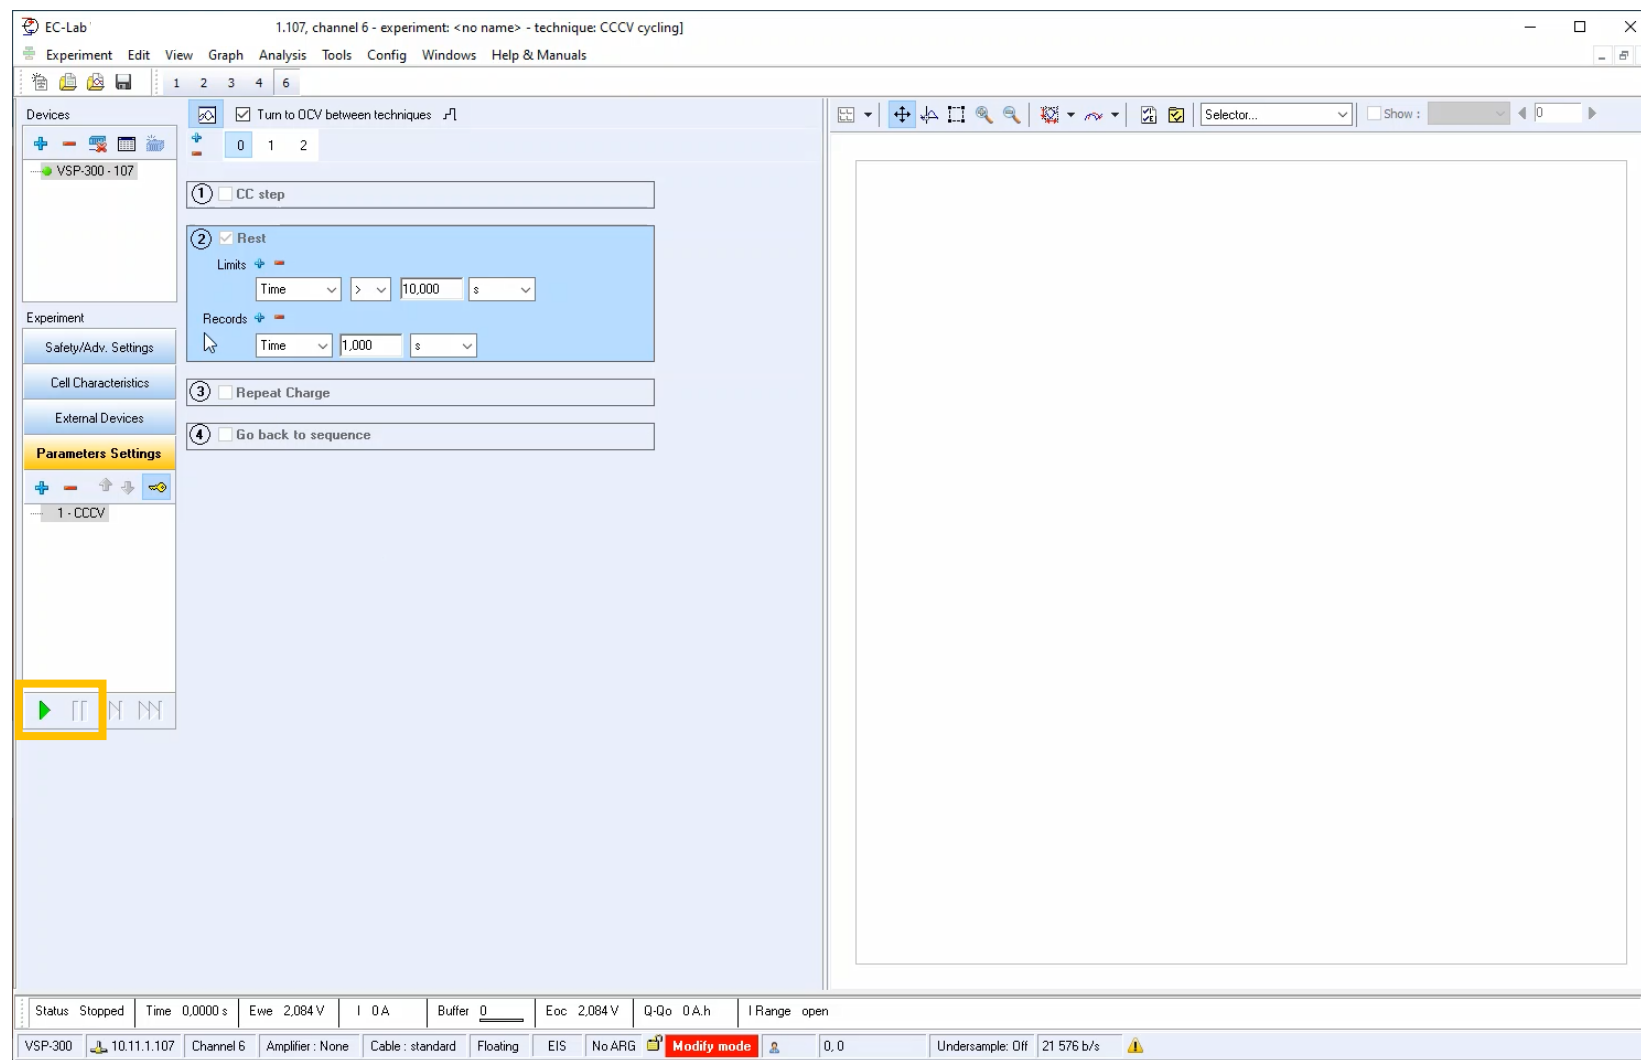 EC-Lab 1.107, channel 6 - experiment: <no name> - technique: CCCV cycling]
Experiment Edit View Graph Analysis Tools Config Windows Help & Manuals
1 2 3 4 6
Devices
Turn to OCV between techniques
Selector...
Show :
0
0 1 2
VSP-300 - 107
1 CC step
2 Rest
Limits
Time > 10,000 s
Records
Time 1,000 s
3 Repeat Charge
4 Go back to sequence
Experiment
Safety/Adv. Settings
Cell Characteristics
External Devices
Parameters Settings
1 - CCCV
Status Stopped Time 0,0000 s Ewe 2,084 V I 0 A Buffer 0 Eoc 2,084 V Q-Qo 0 A.h I Range open
VSP-300 10.11.1.107 Channel 6 Amplifier : None Cable : standard Floating EIS No ARG Modify mode 0, 0 Undersample: Off 21 576 b/s